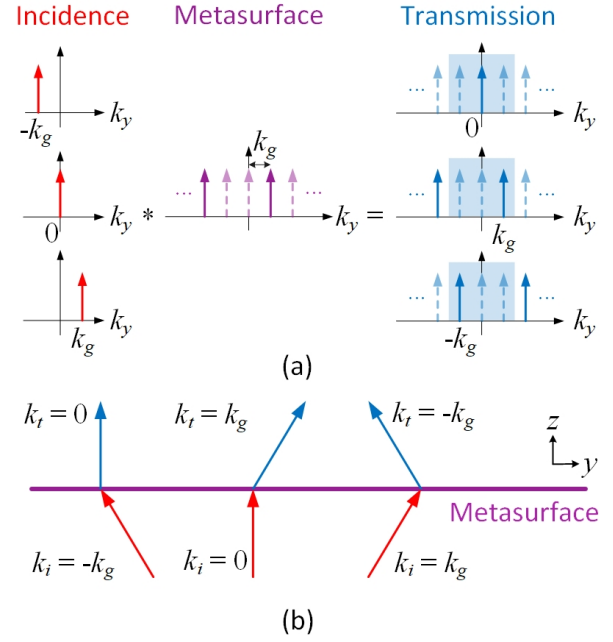 Incidence Metasurface Transmission
k_y
-k_g
... ...
k_y
0
k_g
k_y
0
*
... ...
k_y
=
... ...
k_y
k_g
k_y
k_g
... ...
k_y
-k_g
(a)
k_t = 0
k_t = k_g
k_t = -k_g
z
y
Metasurface
k_i = -k_g
k_i = 0
k_i = k_g
(b)